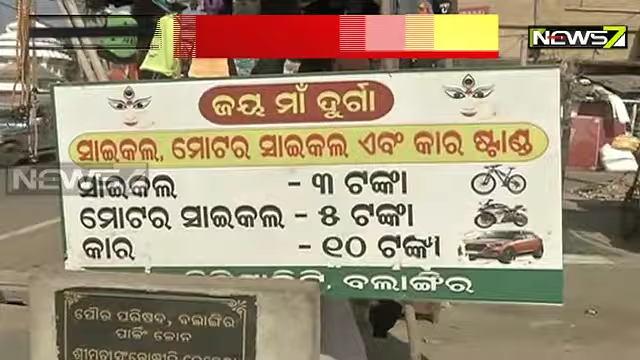 NEWS7
ଜୟ ମାଁ ଦୁର୍ଗା
ସାଇକଲ, ମୋଟର ସାଇକଲ ଏବଂ କାର ଷ୍ଟାଣ୍ଡ
ସାଇକଲ - ୩ ଟଙ୍କା
ମୋଟର ସାଇକଲ - ୫ ଟଙ୍କା
କାର - ୧୦ ଟଙ୍କା
ବଲାଙ୍ଗିର
ପୌର ପରିଷଦ, ବଲାଙ୍ଗିର
ପାର୍କିଂ ଜୋନ